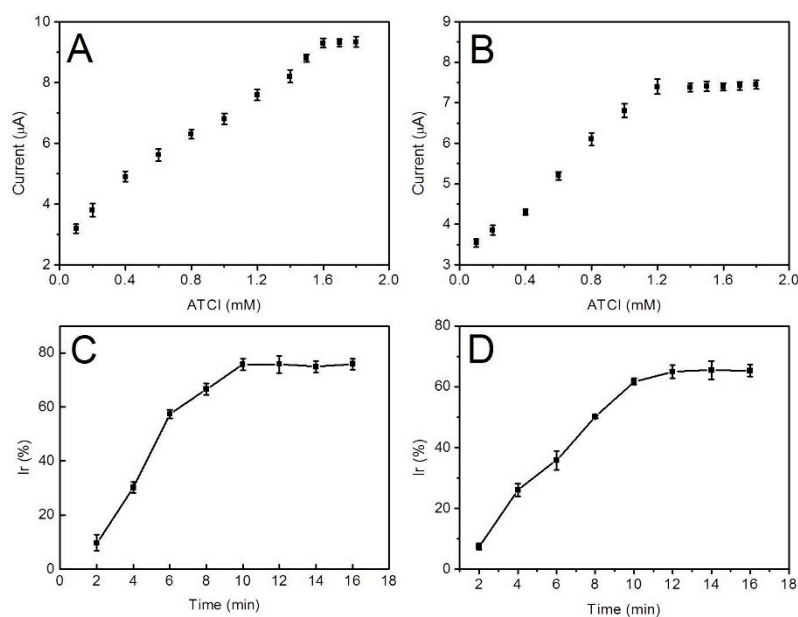 A
Current (μA)
10
8
6
4
2
0.0 0.4 0.8 1.2 1.6 2.0
ATCl (mM)
B
Current (μA)
9
8
7
6
5
4
3
0.0 0.4 0.8 1.2 1.6 2.0
ATCl (mM)
C
Ir (%)
80
60
40
20
0
0 2 4 6 8 10 12 14 16 18
Time (min)
D
Ir (%)
80
60
40
20
0
2 4 6 8 10 12 14 16 18
Time (min)